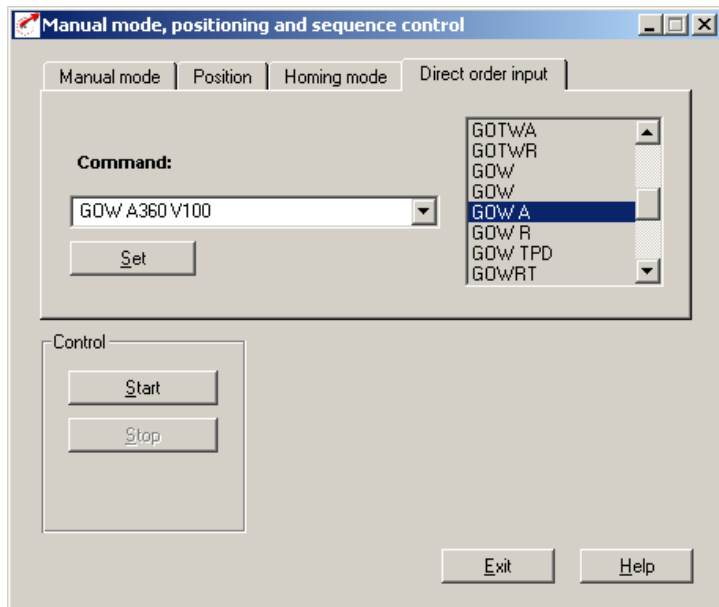 Manual mode, positioning and sequence control
Manual mode
Position
Homing mode
Direct order input
Command:
GOW A360 V100
Set
GOTWA
GOTWR
GOW
GOW
GOW A
GOW R
GOW TPD
GOWRT
Control
Start
Stop
Exit
Help